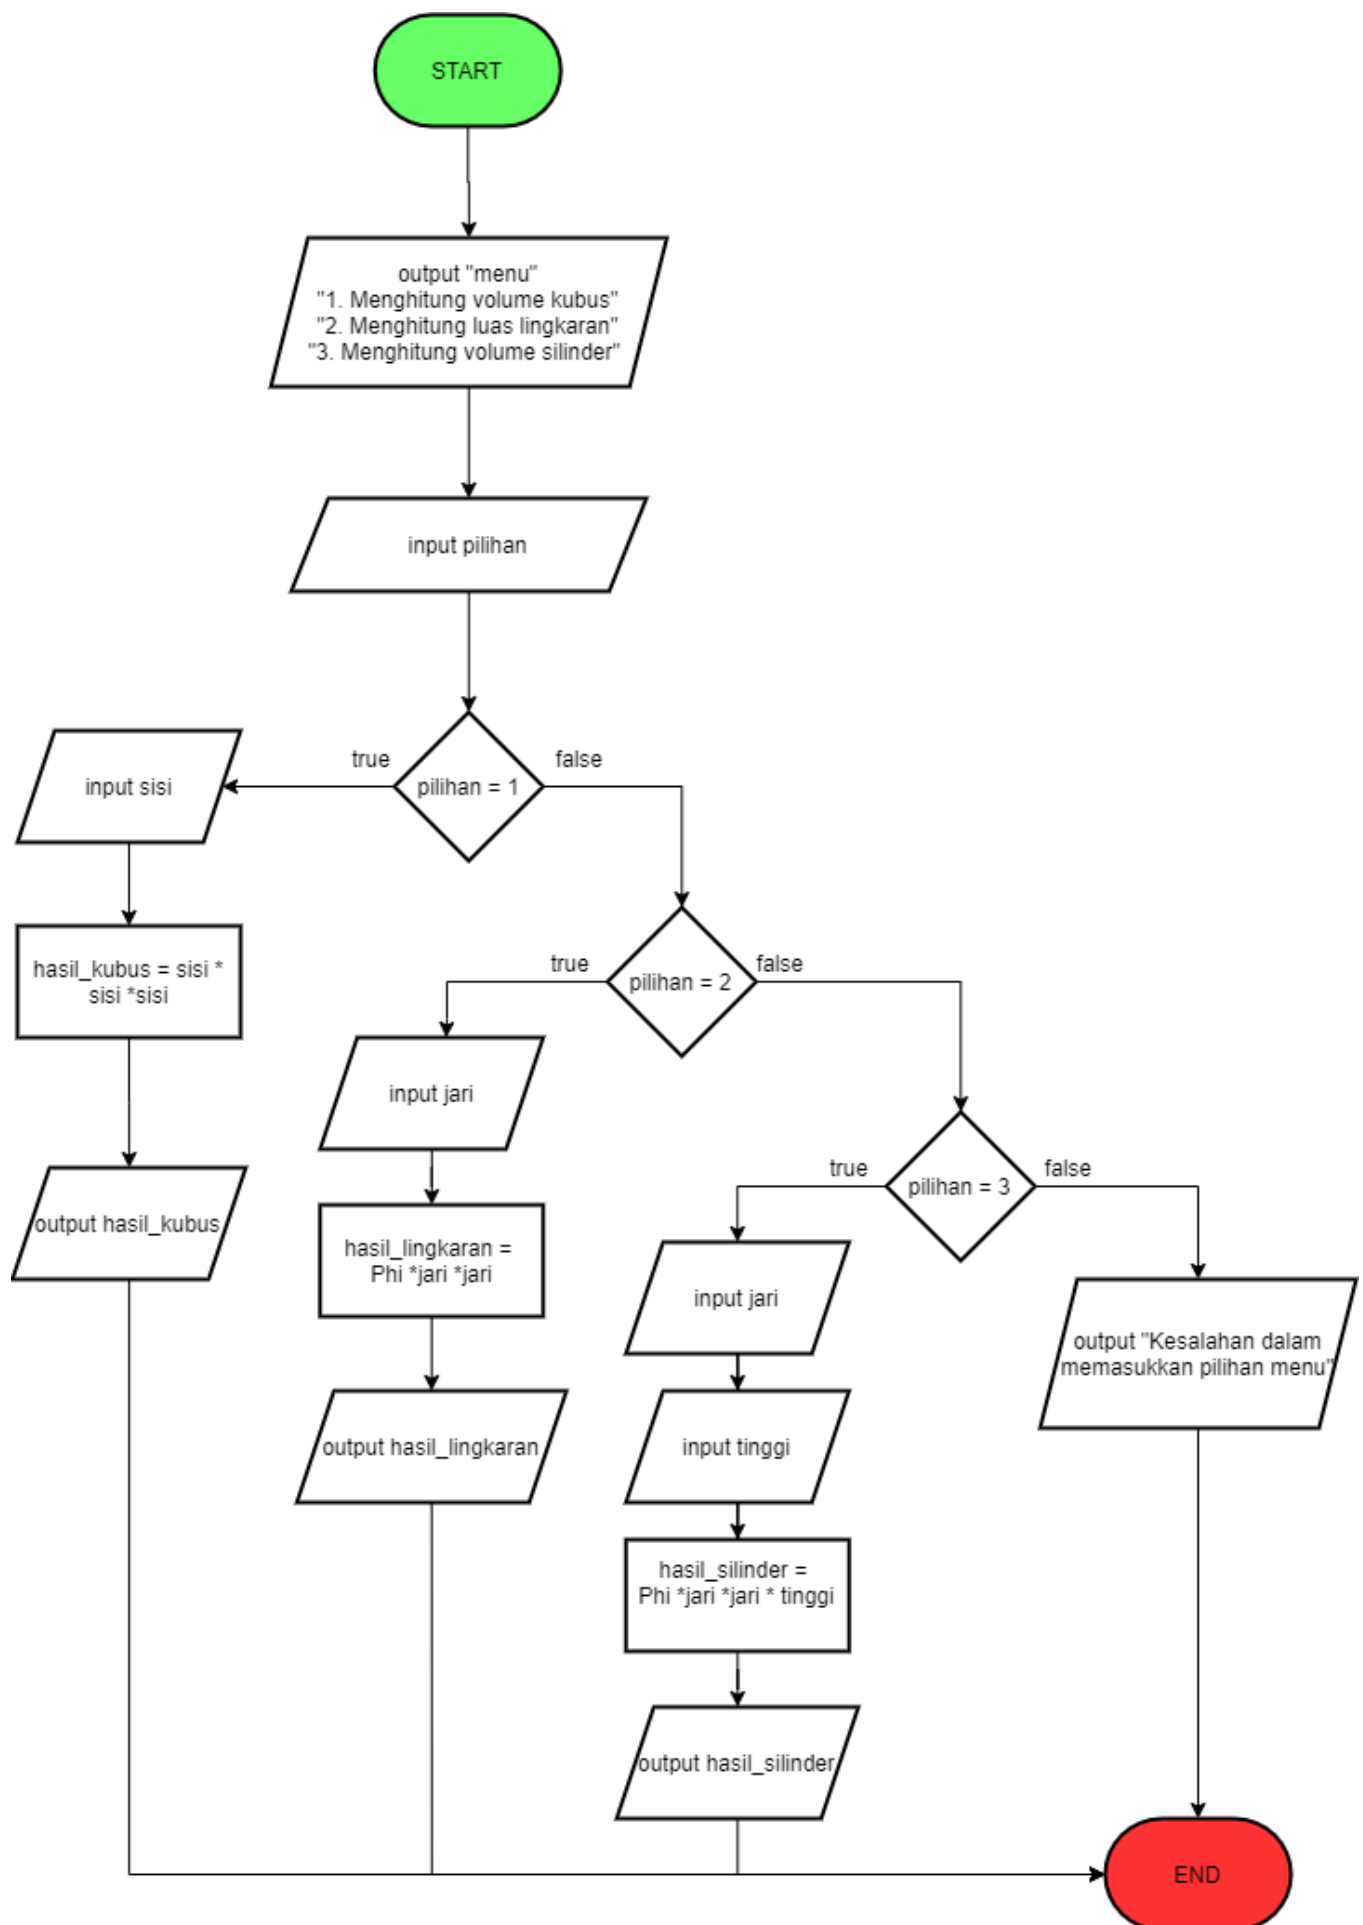 START
output "menu"
"1. Menghitung volume kubus"
"2. Menghitung luas lingkaran"
"3. Menghitung volume silinder"
input pilihan
true
false
pilihan = 1
input sisi
hasil_kubus = sisi *
sisi *sisi
output hasil_kubus
true
false
pilihan = 2
input jari
hasil_lingkaran =
Phi *jari *jari
output hasil_lingkaran
true
false
pilihan = 3
input jari
input tinggi
hasil_silinder =
Phi *jari *jari * tinggi
output hasil_silinder
output "Kesalahan dalam
memasukkan pilihan menu"
END